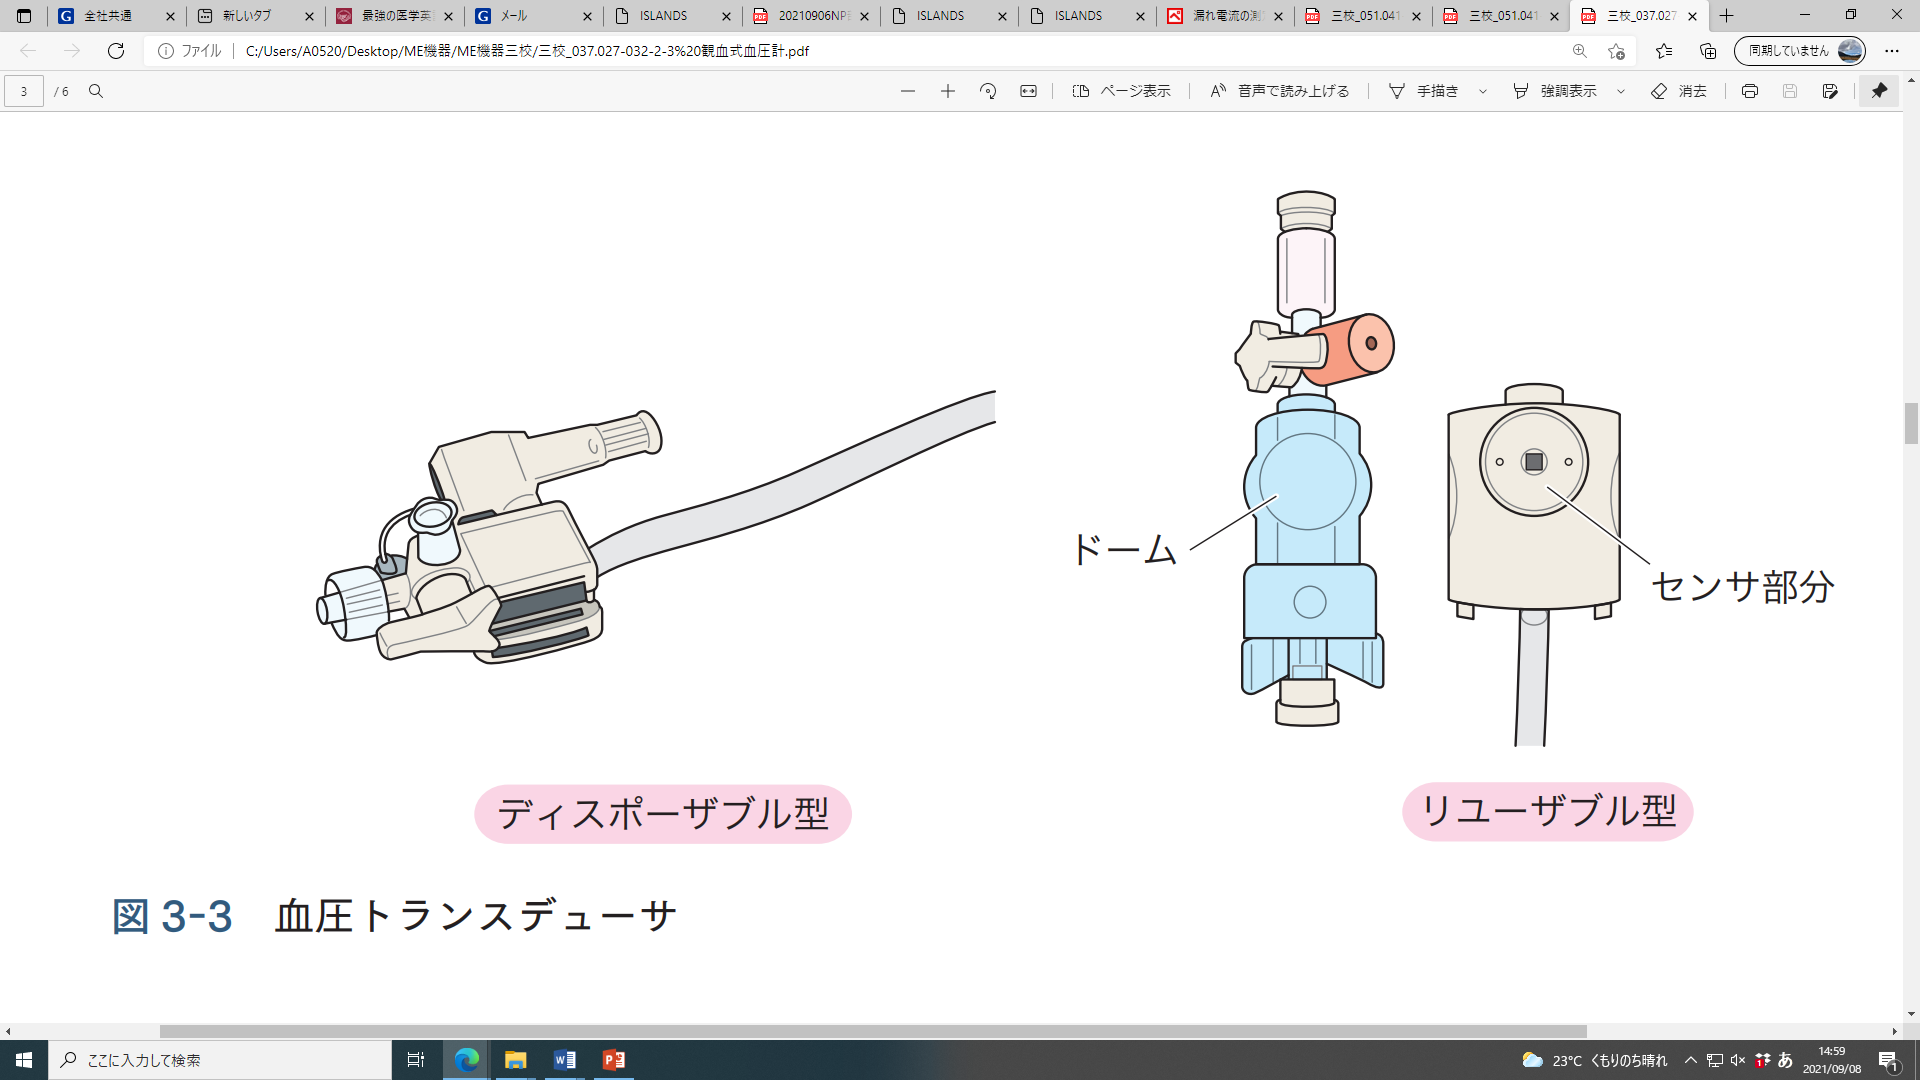 全社共通
新しいタブ
最強の医学英
メール
ISLANDS
20210906NP
ISLANDS
ISLANDS
漏れ電流の測
三校_051.041
三校_051.041
三校_037.027
ファイル
C:/Users/A0520/Desktop/ME機器/ME機器三校/三校_037.027-032-2-3%20観血式血圧計.pdf
同期していません
3 / 6
ページ表示
音声で読み上げる
手描き
強調表示
消去
ドーム
センサ部分
ディスポーザブル型
リユーザブル型
図 3-3 血圧トランスデューサ
ここに入力して検索
23°C くもりのち晴れ
あ
14:59
2021/09/08
1